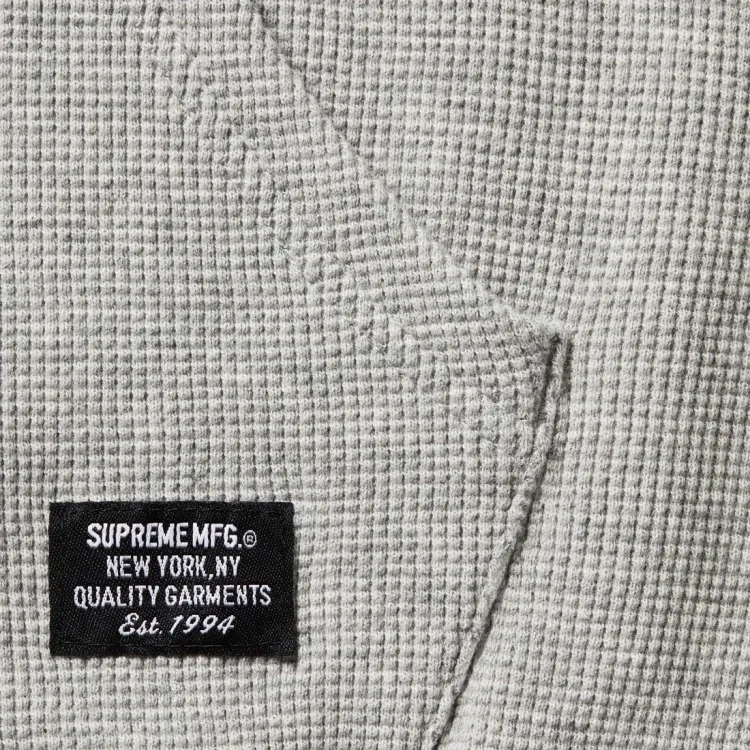 SUPREME MFG.®
NEW YORK, NY
QUALITY GARMENTS
Est. 1994